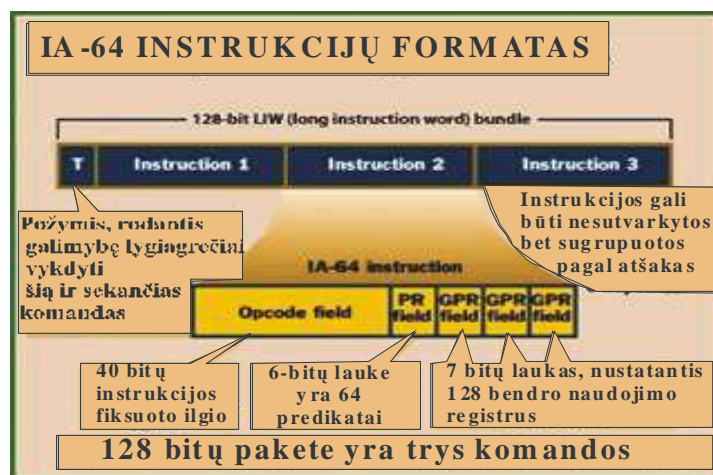 IA-64 INSTRUKCIJŲ FORMATAS
128-bit LIW (long instruction word) bundle
T Instruction 1 Instruction 2 Instruction 3
Požymis, rodantis
galimybę lygiagrečiai
vykdyti
šią ir sekančias
komandas
Instrukcijos gali
būti nesutvarkytos
bet sugrupuotos
pagal atšakas
IA-64 instruction
Opcode field
PR field
GPR field
GPR field
GPR field
40 bitų
instrukcijos
fiksuoto ilgio
6-bitų lauke
yra 64
predikatai
7 bitų laukas, nustatantis
128 bendro naudojimo
registrus
128 bitų pakete yra trys komandos